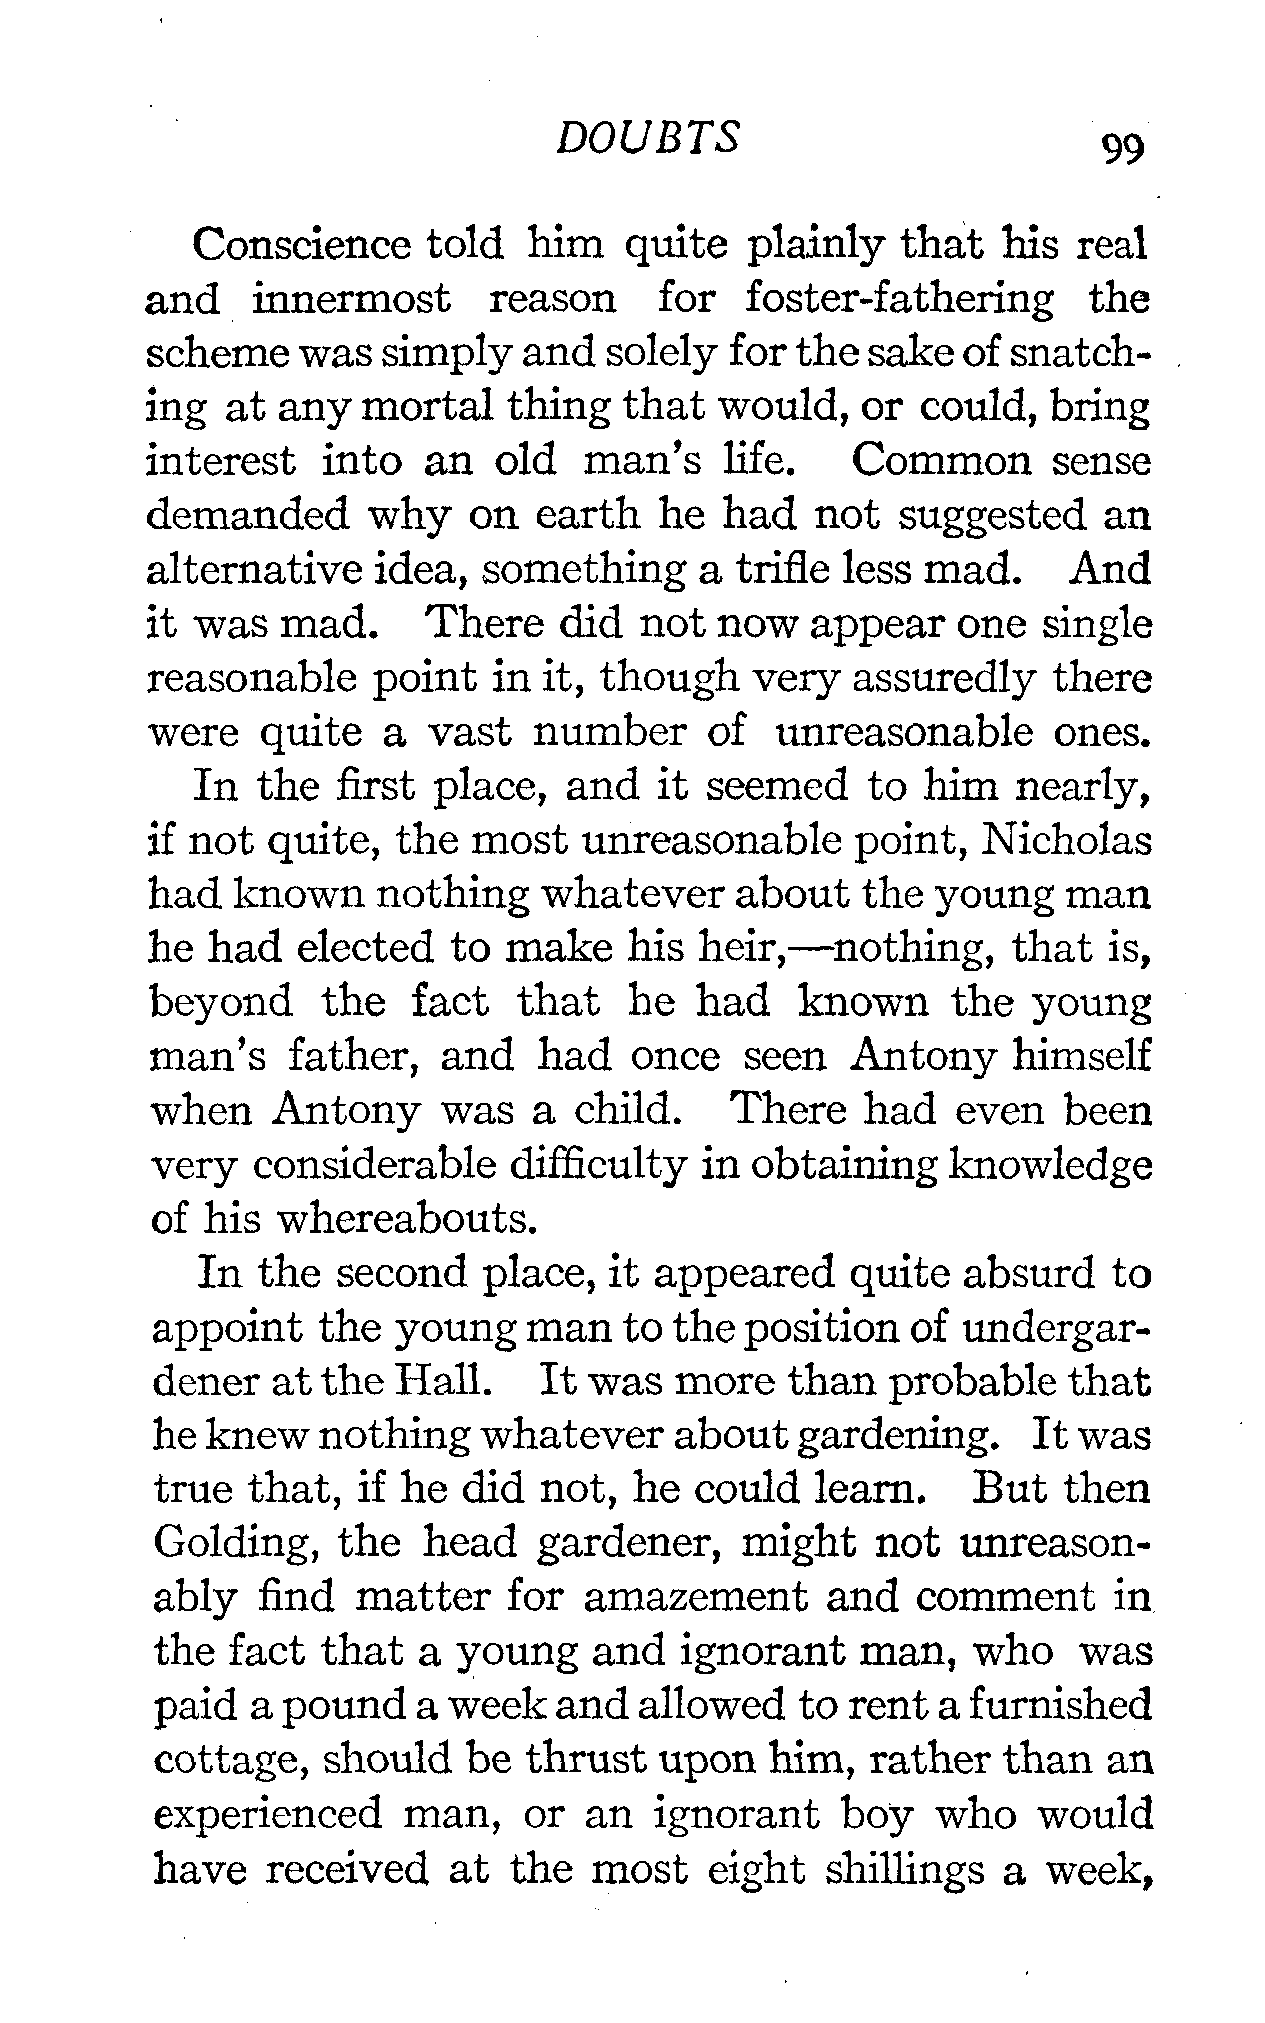 DOUBTS 99
Conscience told him quite plainly that his real
and innermost reason for foster-fathering the
scheme was simply and solely for the sake of snatch-
ing at any mortal thing that would, or could, bring
interest into an old man's life. Common sense
demanded why on earth he had not suggested an
alternative idea, something a trifle less mad. And
it was mad. There did not now appear one single
reasonable point in it, though very assuredly there
were quite a vast number of unreasonable ones.
In the first place, and it seemed to him nearly,
if not quite, the most unreasonable point, Nicholas
had known nothing whatever about the young man
he had elected to make his heir,—nothing, that is,
beyond the fact that he had known the young
man's father, and had once seen Antony himself
when Antony was a child. There had even been
very considerable difficulty in obtaining knowledge
of his whereabouts.
In the second place, it appeared quite absurd to
appoint the young man to the position of undergar-
dener at the Hall. It was more than probable that
he knew nothing whatever about gardening. It was
true that, if he did not, he could learn. But then
Golding, the head gardener, might not unreason-
ably find matter for amazement and comment in
the fact that a young and ignorant man, who was
paid a pound a week and allowed to rent a furnished
cottage, should be thrust upon him, rather than an
experienced man, or an ignorant boy who would
have received at the most eight shillings a week,